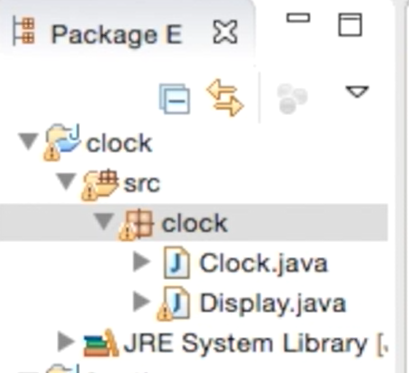 Package E
clock
src
clock
Clock.java
Display.java
JRE System Library [